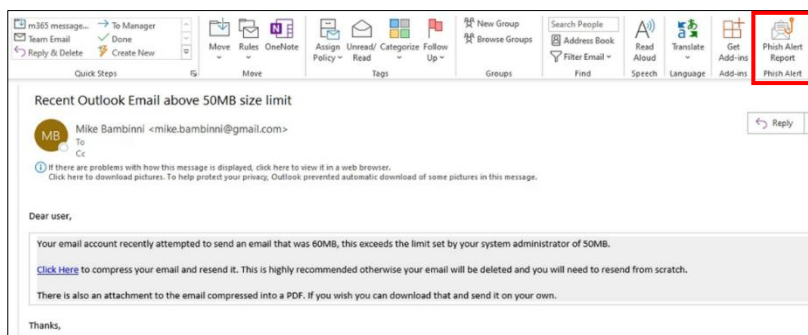 m365 message... To Manager
Team Email Done
Reply & Delete Create New
Quick Steps
Move Rules OneNote
Move
Assign Policy Unread/ Read Categorize Follow Up
Tags
New Group
Browse Groups
Groups
Search People
Address Book
Filter Email
Find
Read Aloud
Speech
Translate
Language
Get Add-ins
Add-ins
Phish Alert Report
Phish Alert
Recent Outlook Email above 50MB size limit
MB
Mike Bambinni <mike.bambinni@gmail.com>
To
Cc
Reply
If there are problems with how this message is displayed, click here to view it in a web browser.
Click here to download pictures. To help protect your privacy, Outlook prevented automatic download of some pictures in this message.
Dear user,
Your email account recently attempted to send an email that was 60MB, this exceeds the limit set by your system administrator of 50MB.
Click Here to compress your email and resend it. This is highly recommended otherwise your email will be deleted and you will need to resend from scratch.
There is also an attachment to the email compressed into a PDF. If you wish you can download that and send it on your own.
Thanks,